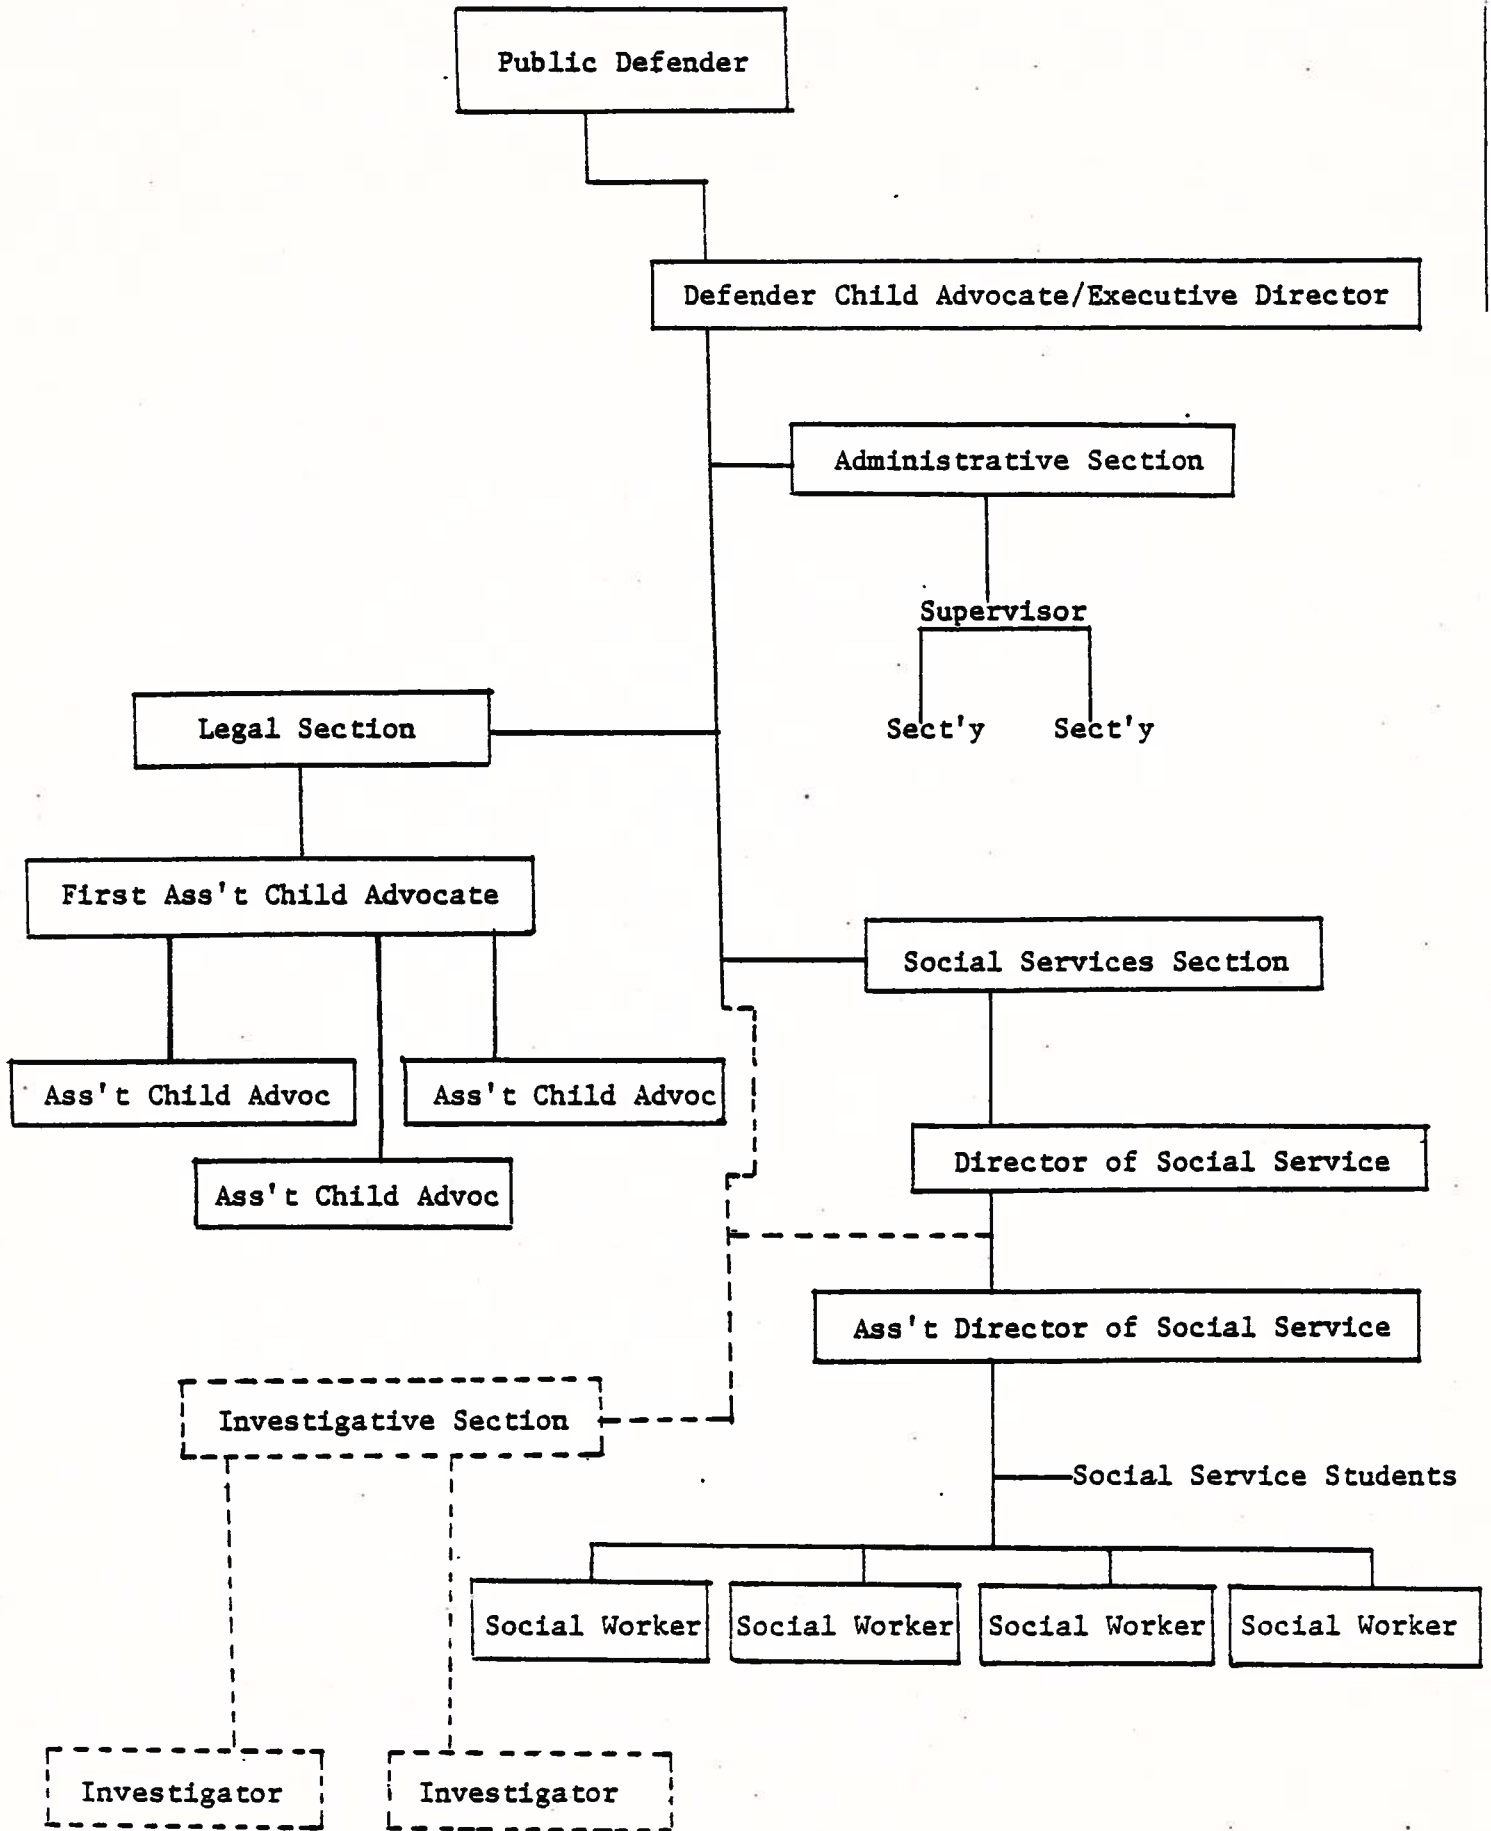 Public Defender
Defender Child Advocate/Executive Director
Administrative Section
Supervisor
Sect'y
Sect'y
Legal Section
First Ass't Child Advocate
Social Services Section
Ass't Child Advoc
Ass't Child Advoc
Ass't Child Advoc
Director of Social Service
Ass't Director of Social Service
Investigative Section
Social Service Students
Social Worker
Social Worker
Social Worker
Social Worker
Investigator
Investigator